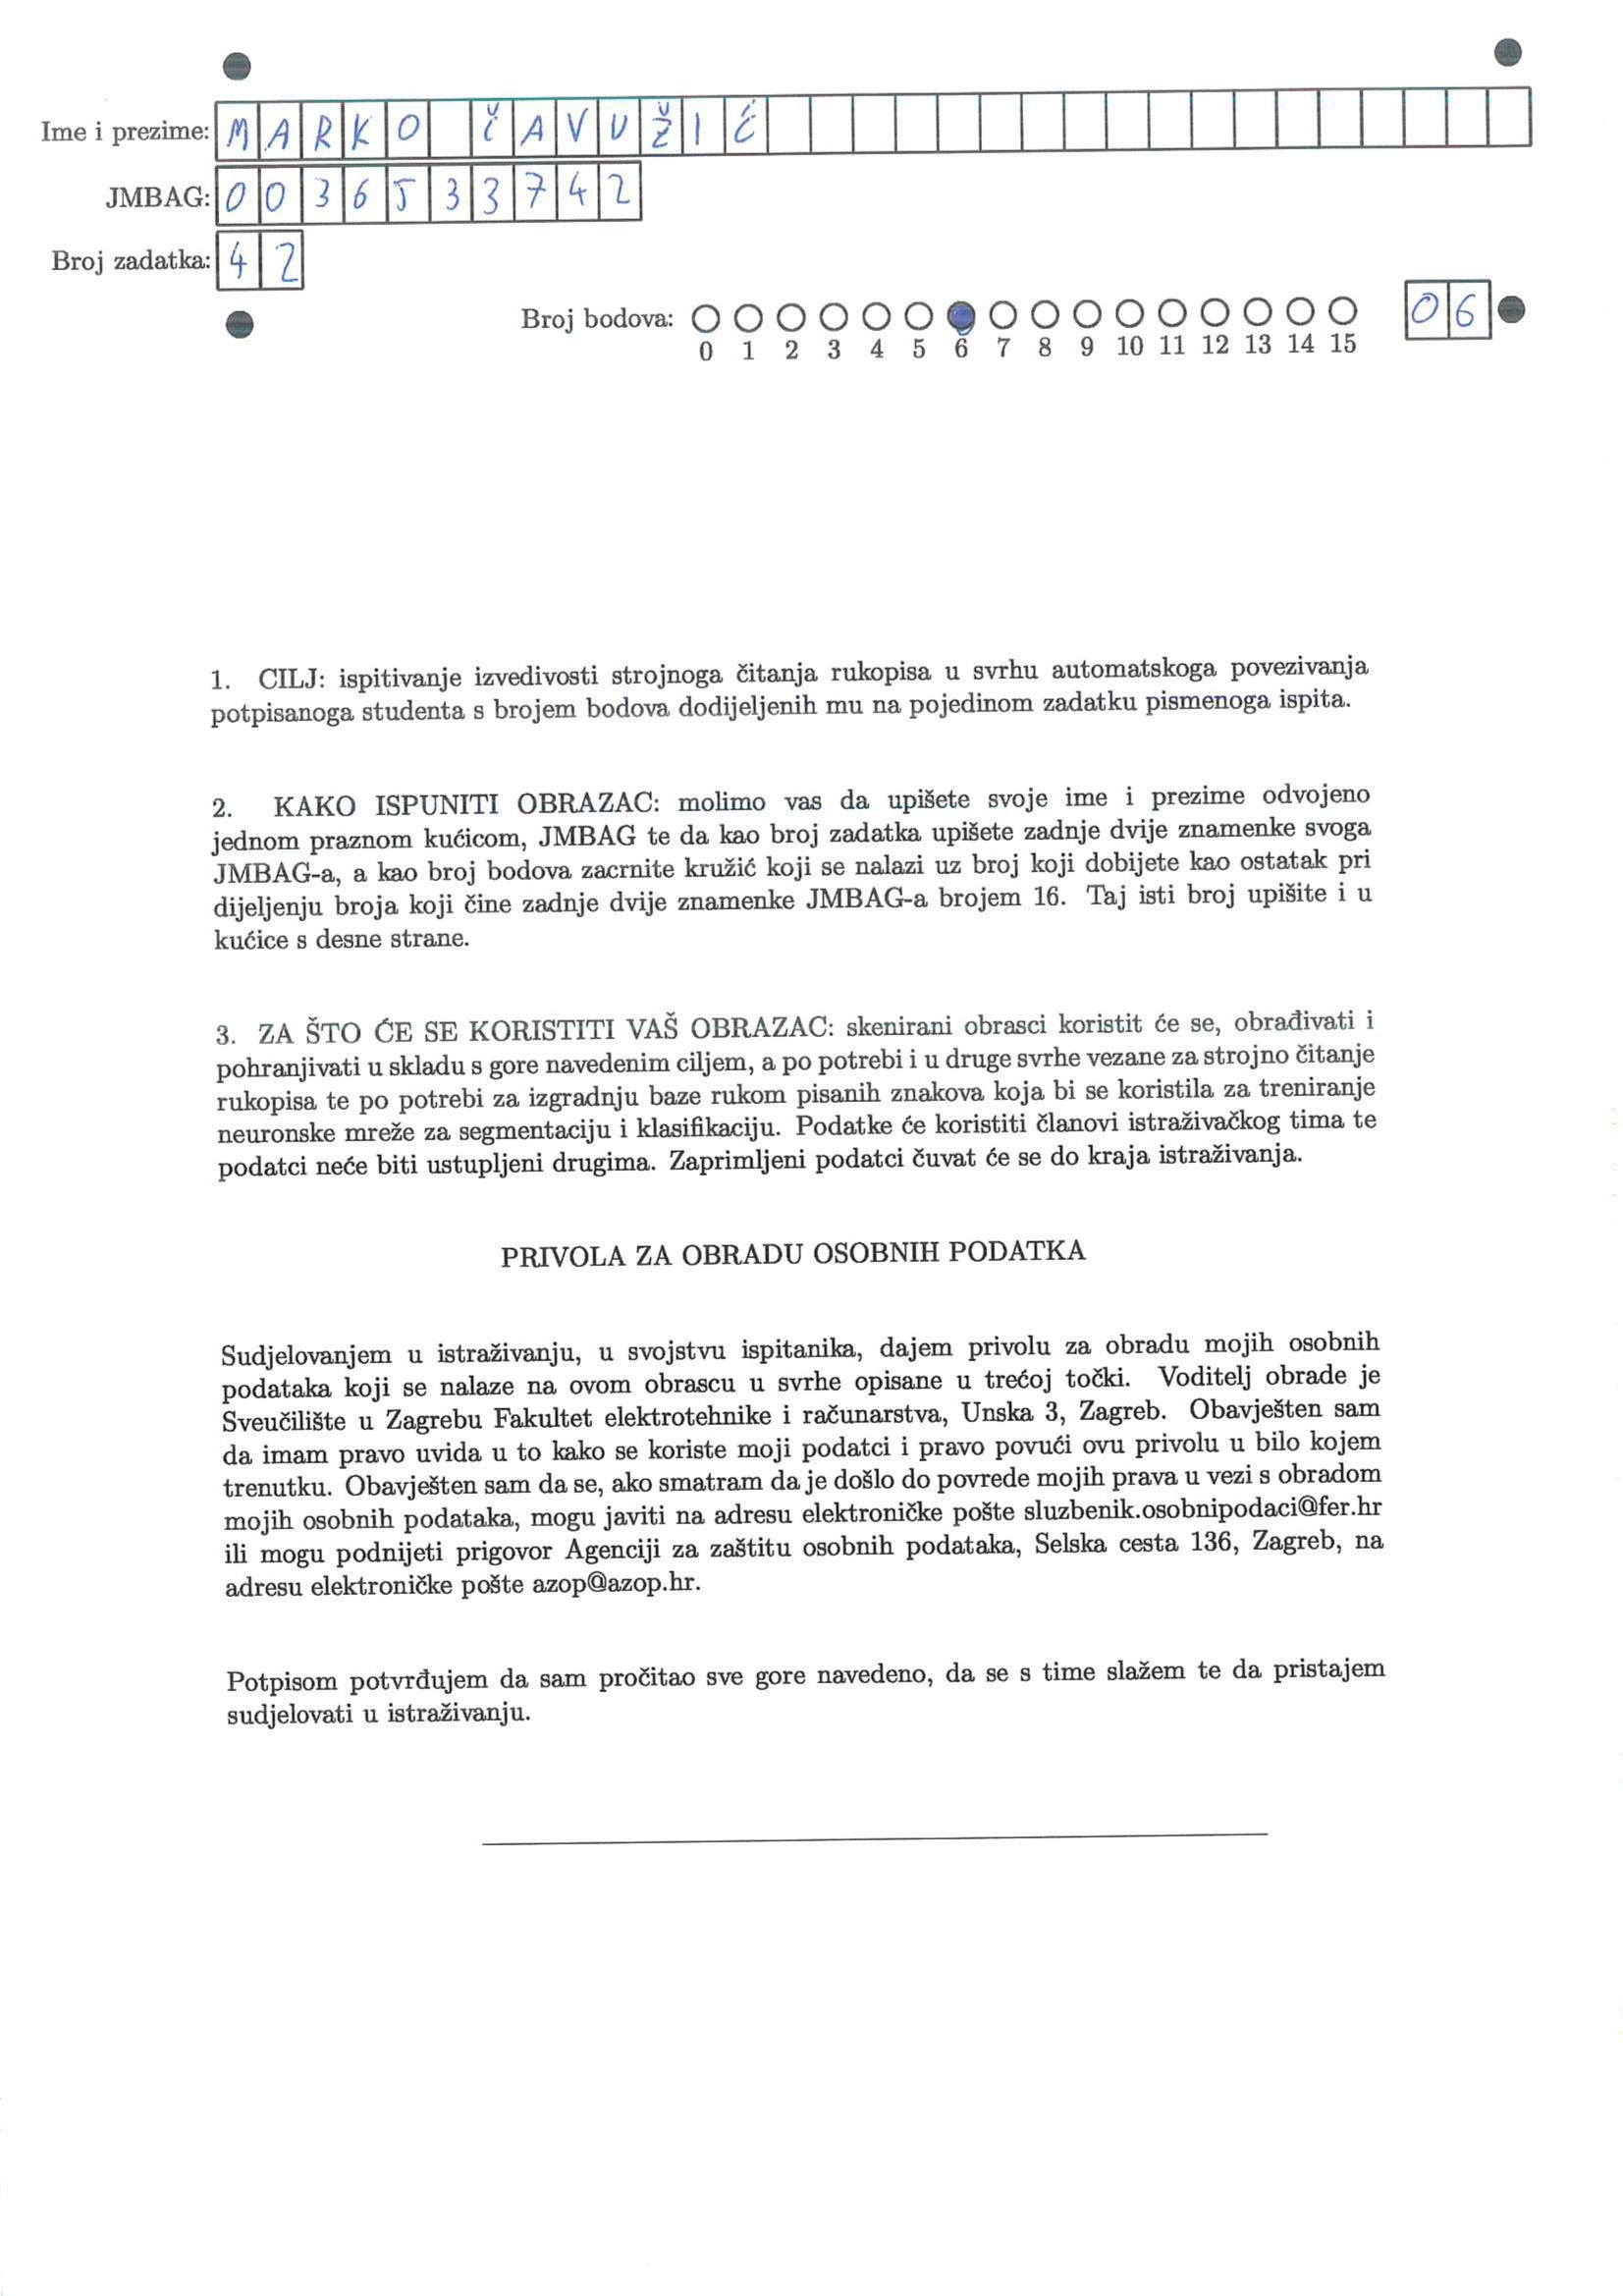 Ime i prezime: MARKO ČAVUŽIĆ
JMBAG: 0036533742
Broj zadatka: 42
Broj bodova: 06
0 1 2 3 4 5 6 7 8 9 10 11 12 13 14 15
1. CILJ: ispitivanje izvedivosti strojnoga čitanja rukopisa u svrhu automatskoga povezivanja
potpisanoga studenta s brojem bodova dodijeljenih mu na pojedinom zadatku pismenoga ispita.
2. KAKO ISPUNITI OBRAZAC: molimo vas da upišete svoje ime i prezime odvojeno
jednom praznom kućicom, JMBAG te da kao broj zadatka upišete zadnje dvije znamenke svoga
JMBAG-a, a kao broj bodova zacrnite kružić koji se nalazi uz broj koji dobijete kao ostatak pri
dijeljenju broja koji čine zadnje dvije znamenke JMBAG-a brojem 16. Taj isti broj upišite i u
kućice s desne strane.
3. ZA ŠTO ĆE SE KORISTITI VAŠ OBRAZAC: skenirani obrasci koristit će se, obrađivati i
pohranjivati u skladu s gore navedenim ciljem, a po potrebi i u druge svrhe vezane za strojno čitanje
rukopisa te po potrebi za izgradnju baze rukom pisanih znakova koja bi se koristila za treniranje
neuronske mreže za segmentaciju i klasifikaciju. Podatke će koristiti članovi istraživačkog tima te
podatci neće biti ustupljeni drugima. Zaprimljeni podatci čuvat će se do kraja istraživanja.
PRIVOLA ZA OBRADU OSOBNIH PODATKA
Sudjelovanjem u istraživanju, u svojstvu ispitanika, dajem privolu za obradu mojih osobnih
podataka koji se nalaze na ovom obrascu u svrhe opisane u trećoj točki. Voditelj obrade je
Sveučilište u Zagrebu Fakultet elektrotehnike i računarstva, Unska 3, Zagreb. Obavješten sam
da imam pravo uvida u to kako se koriste moji podatci i pravo povući ovu privolu u bilo kojem
trenutku. Obavješten sam da se, ako smatram da je došlo do povrede mojih prava u vezi s obradom
mojih osobnih podataka, mogu javiti na adresu elektroničke pošte sluzbenik.osobnipodaci@fer.hr
ili mogu podnijeti prigovor Agenciji za zaštitu osobnih podataka, Selska cesta 136, Zagreb, na
adresu elektroničke pošte azop@azop.hr.
Potpisom potvrđujem da sam pročitao sve gore navedeno, da se s time slažem te da pristajem
sudjelovati u istraživanju.